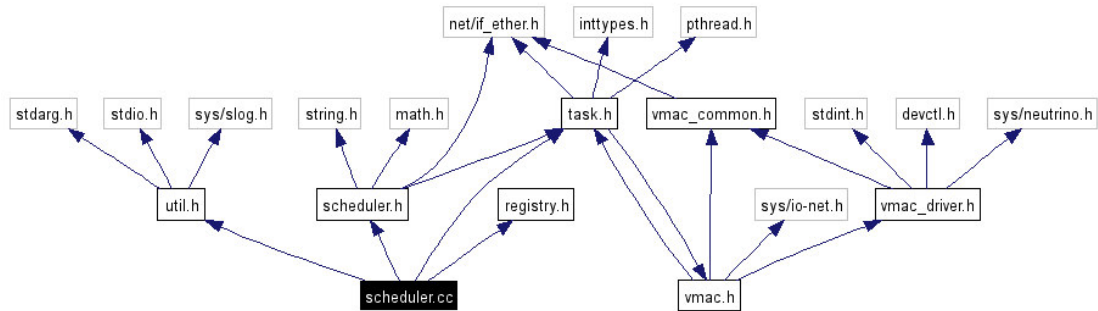 net/if_ether.h inttypes.h pthread.h
stdarg.h stdio.h sys/slog.h string.h math.h task.h vmac_common.h stdint.h devctl.h sys/neutrino.h
util.h scheduler.h registry.h sys/io-net.h vmac_driver.h
scheduler.cc vmac.h